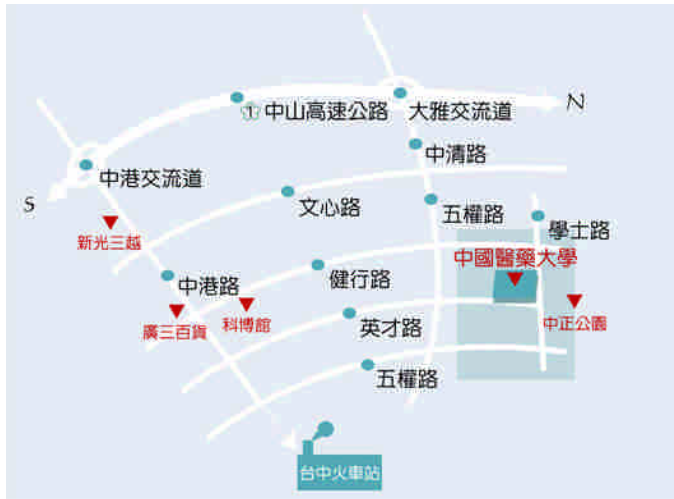 N
1 中山高速公路
大雅交流道
中清路
中港交流道
S
文心路
五權路
學士路
新光三越
中國醫藥大學
中港路
健行路
廣三百貨
科博館
英才路
中正公園
五權路
台中火車站